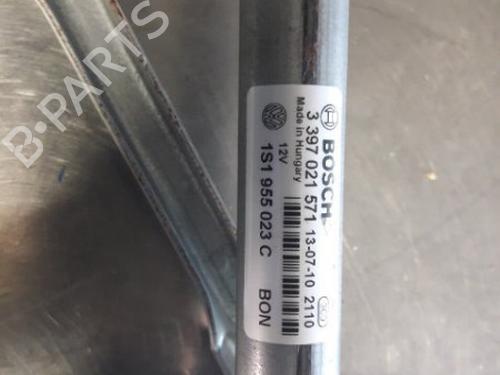 BOSCH
3 397 021 571 13-07-10 2110
Made in Hungary
12V
1S1 955 023 C BON
B-PARTS